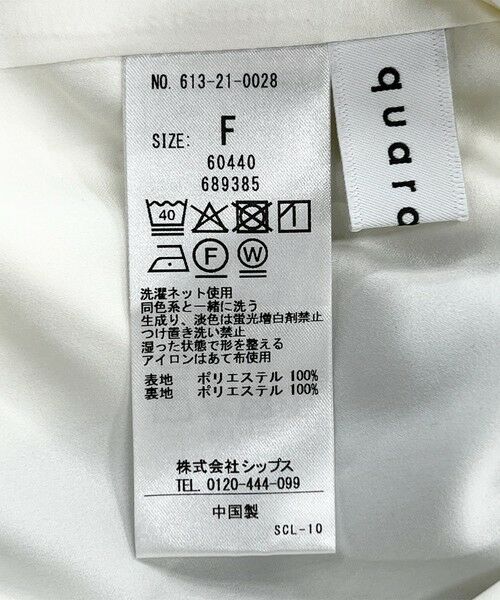 NO. 613-21-0028
SIZE: F
60440
689385
40
F W
洗濯ネット使用
同色系と一緒に洗う
生成り、淡色は蛍光増白剤禁止
つけ置き洗い禁止
湿った状態で形を整える
アイロンはあて布使用
表地 ポリエステル 100%
裏地 ポリエステル 100%
株式会社シップス
TEL. 0120-444-099
中国製
SCL-10
quaro